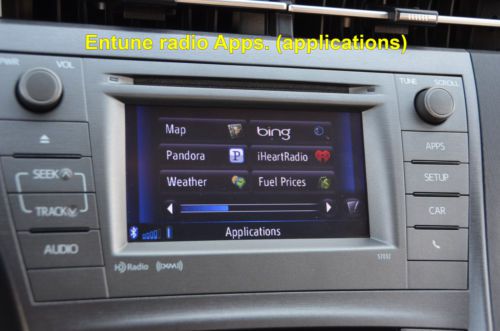 Entune radio Apps. (applications)
PWR
VOL
TUNE
SCROLL
Map
bing
APPS
Pandora
P
iHeartRadio
SEEK
SETUP
Weather
Fuel Prices
TRACK
CAR
AUDIO
Applications
HD Radio
XM
57032